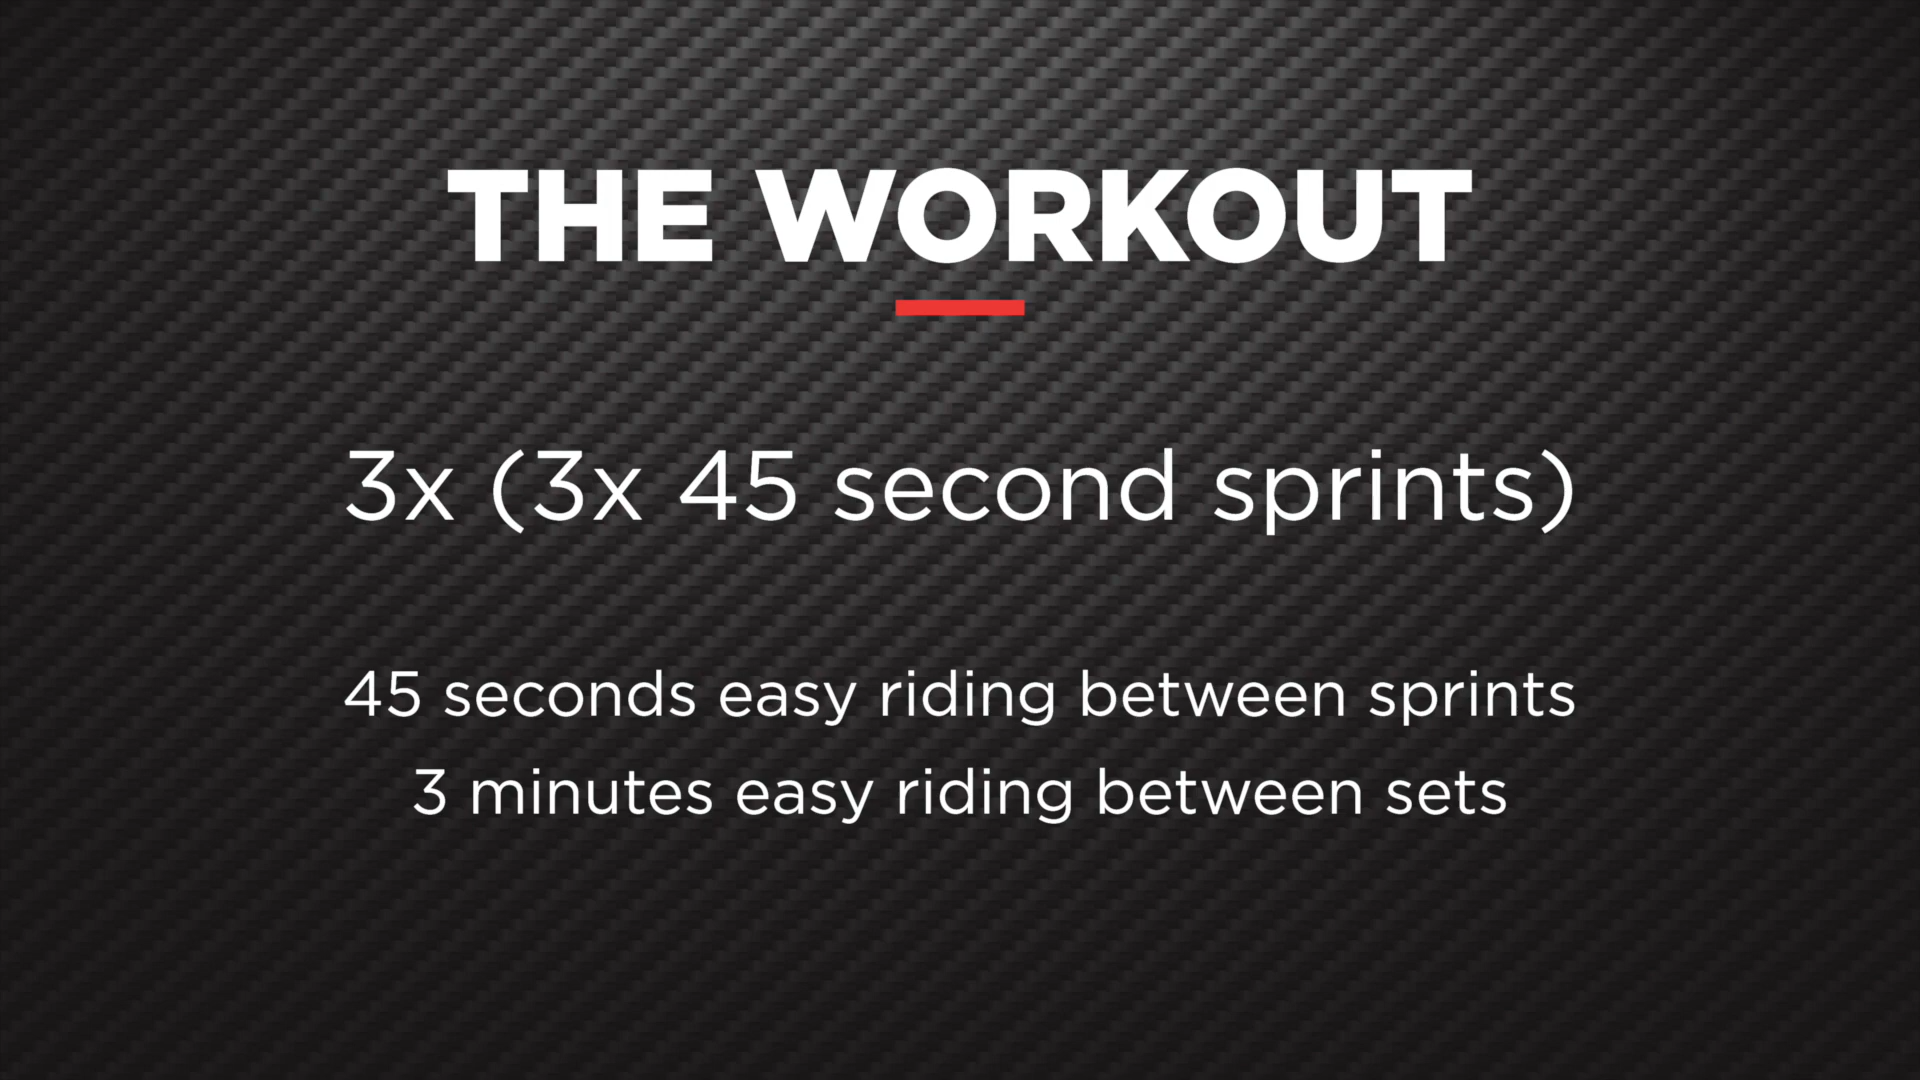 THE WORKOUT
3x (3x 45 second sprints)
45 seconds easy riding between sprints
3 minutes easy riding between sets